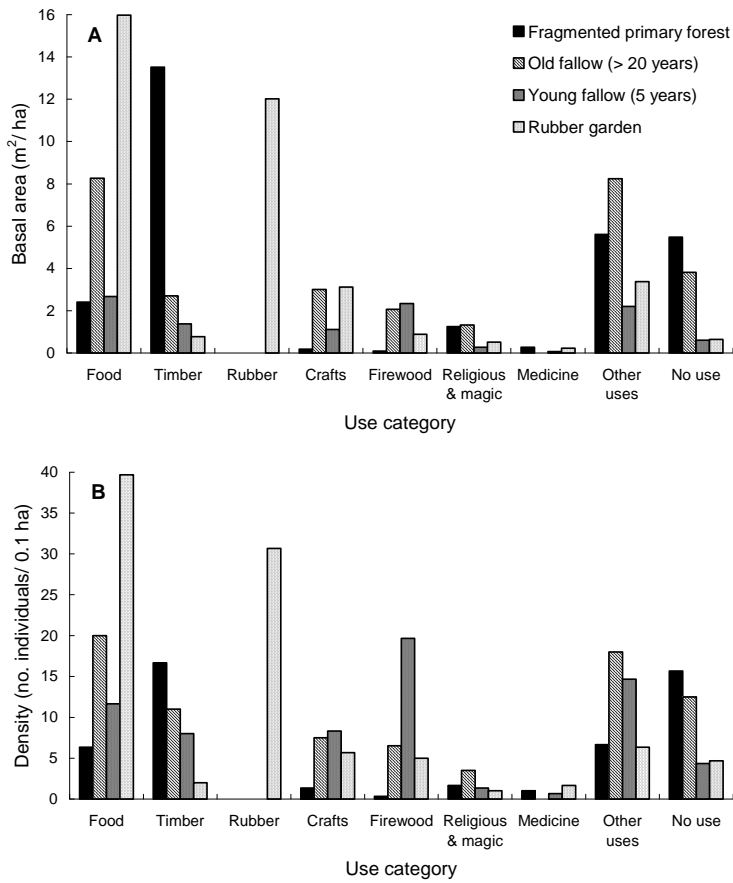 A
Fragmented primary forest
Old fallow (> 20 years)
Young fallow (5 years)
Rubber garden
Basal area (m²/ ha)
16
14
12
10
8
6
4
2
0
Food Timber Rubber Crafts Firewood Religious & magic Medicine Other uses No use
Use category
B
Density (no. individuals/ 0.1 ha)
40
35
30
25
20
15
10
5
0
Food Timber Rubber Crafts Firewood Religious & magic Medicine Other uses No use
Use category